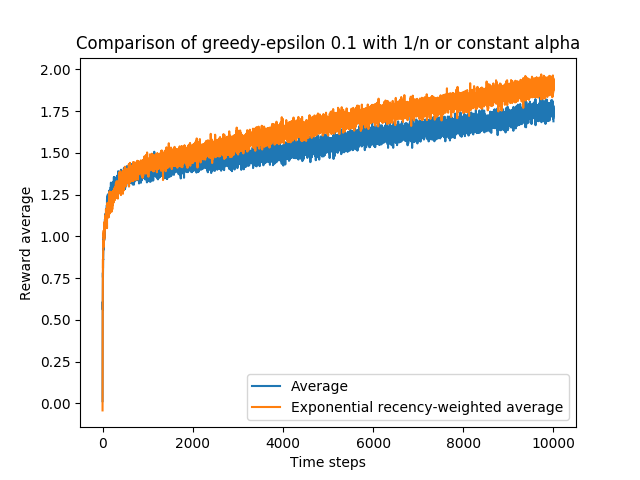 Comparison of greedy-epsilon 0.1 with 1/n or constant alpha
2.00
1.75
1.50
1.25
1.00
0.75
0.50
0.25
0.00
Reward average
Average
Exponential recency-weighted average
0 2000 4000 6000 8000 10000
Time steps